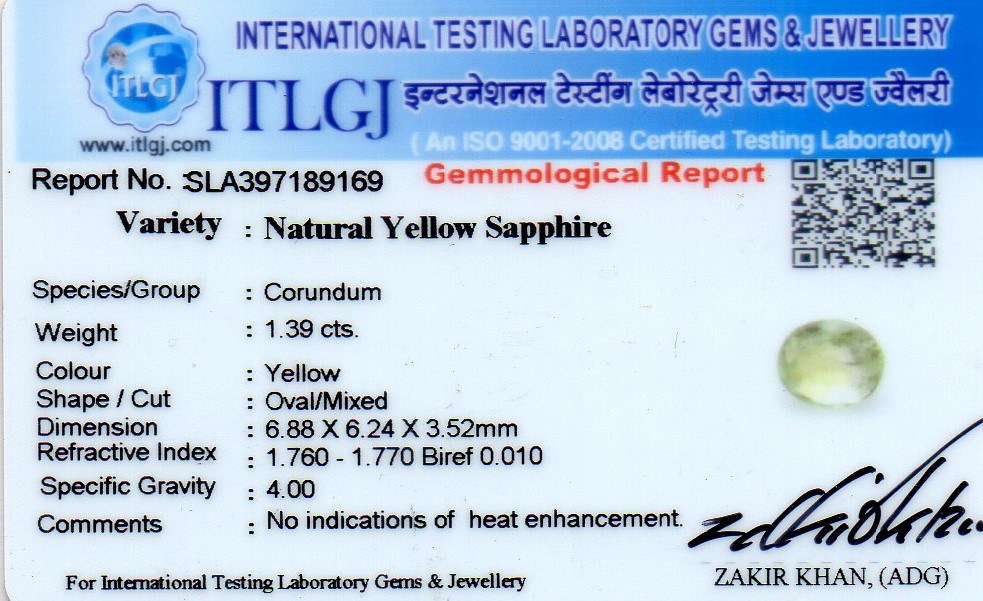 INTERNATIONAL TESTING LABORATORY GEMS & JEWELLERY
ITLGJ
ITLGJ
इन्टरनेशनल टेस्टींग लेबोरेट्ररी जेम्स एण्ड ज्वैलरी
www.itlgj.com
( An ISO 9001-2008 Certified Testing Laboratory)
Report No. :SLA397189169
Gemmological Report
Variety : Natural Yellow Sapphire
Species/Group : Corundum
Weight : 1.39 cts.
Colour : Yellow
Shape / Cut : Oval/Mixed
Dimension : 6.88 X 6.24 X 3.52mm
Refractive Index : 1.760 - 1.770 Biref 0.010
Specific Gravity : 4.00
Comments : No indications of heat enhancement.
For International Testing Laboratory Gems & Jewellery
ZAKIR KHAN, (ADG)